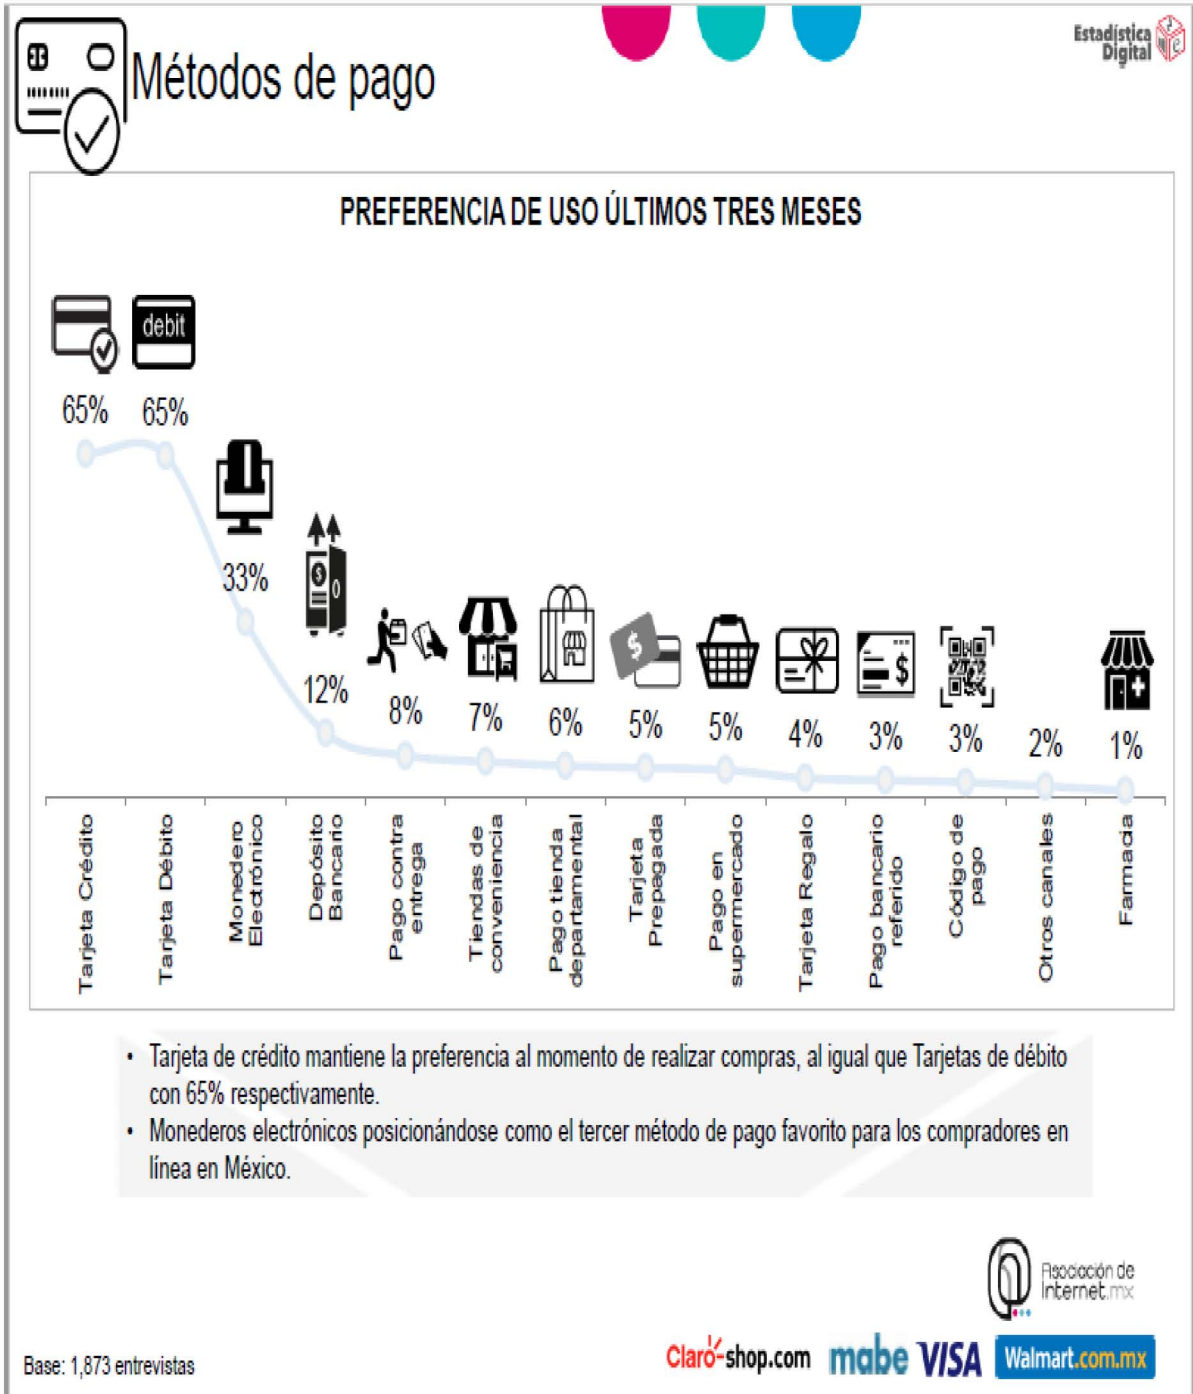 Estadística
Digital
Métodos de pago
PREFERENCIA DE USO ÚLTIMOS TRES MESES
debit
65%
65%
33%
12%
8%
7%
6%
5%
5%
4%
3%
3%
2%
1%
Tarjeta Crédito
Tarjeta Débito
Monedero
Electrónico
Depósito
Bancario
Pago contra
entrega
Tiendas de
conveniencia
Pago tienda
departamental
Tarjeta
Prepagada
Pago en
supermercado
Tarjeta Regalo
Pago bancario
referido
Código de
pago
Otros canales
Farmacia
• Tarjeta de crédito mantiene la preferencia al momento de realizar compras, al igual que Tarjetas de débito
con 65% respectivamente.
• Monederos electrónicos posicionándose como el tercer método de pago favorito para los compradores en
línea en México.
Asociación de
Internet.mx
Base: 1,873 entrevistas
Claro-shop.com
mabe
VISA
Walmart.com.mx